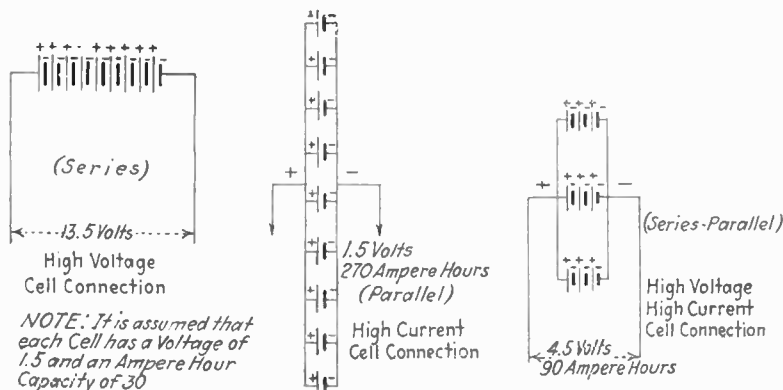 (Series)
13.5 Volts
High Voltage
Cell Connection
NOTE: It is assumed that
each Cell has a Voltage of
1.5 and an Ampere Hour
Capacity of 30
+ −
1.5 Volts
270 Ampere Hours
(Parallel)
High Current
Cell Connection
+ −
(Series-Parallel)
High Voltage
High Current
Cell Connection
4.5 Volts
90 Ampere Hours